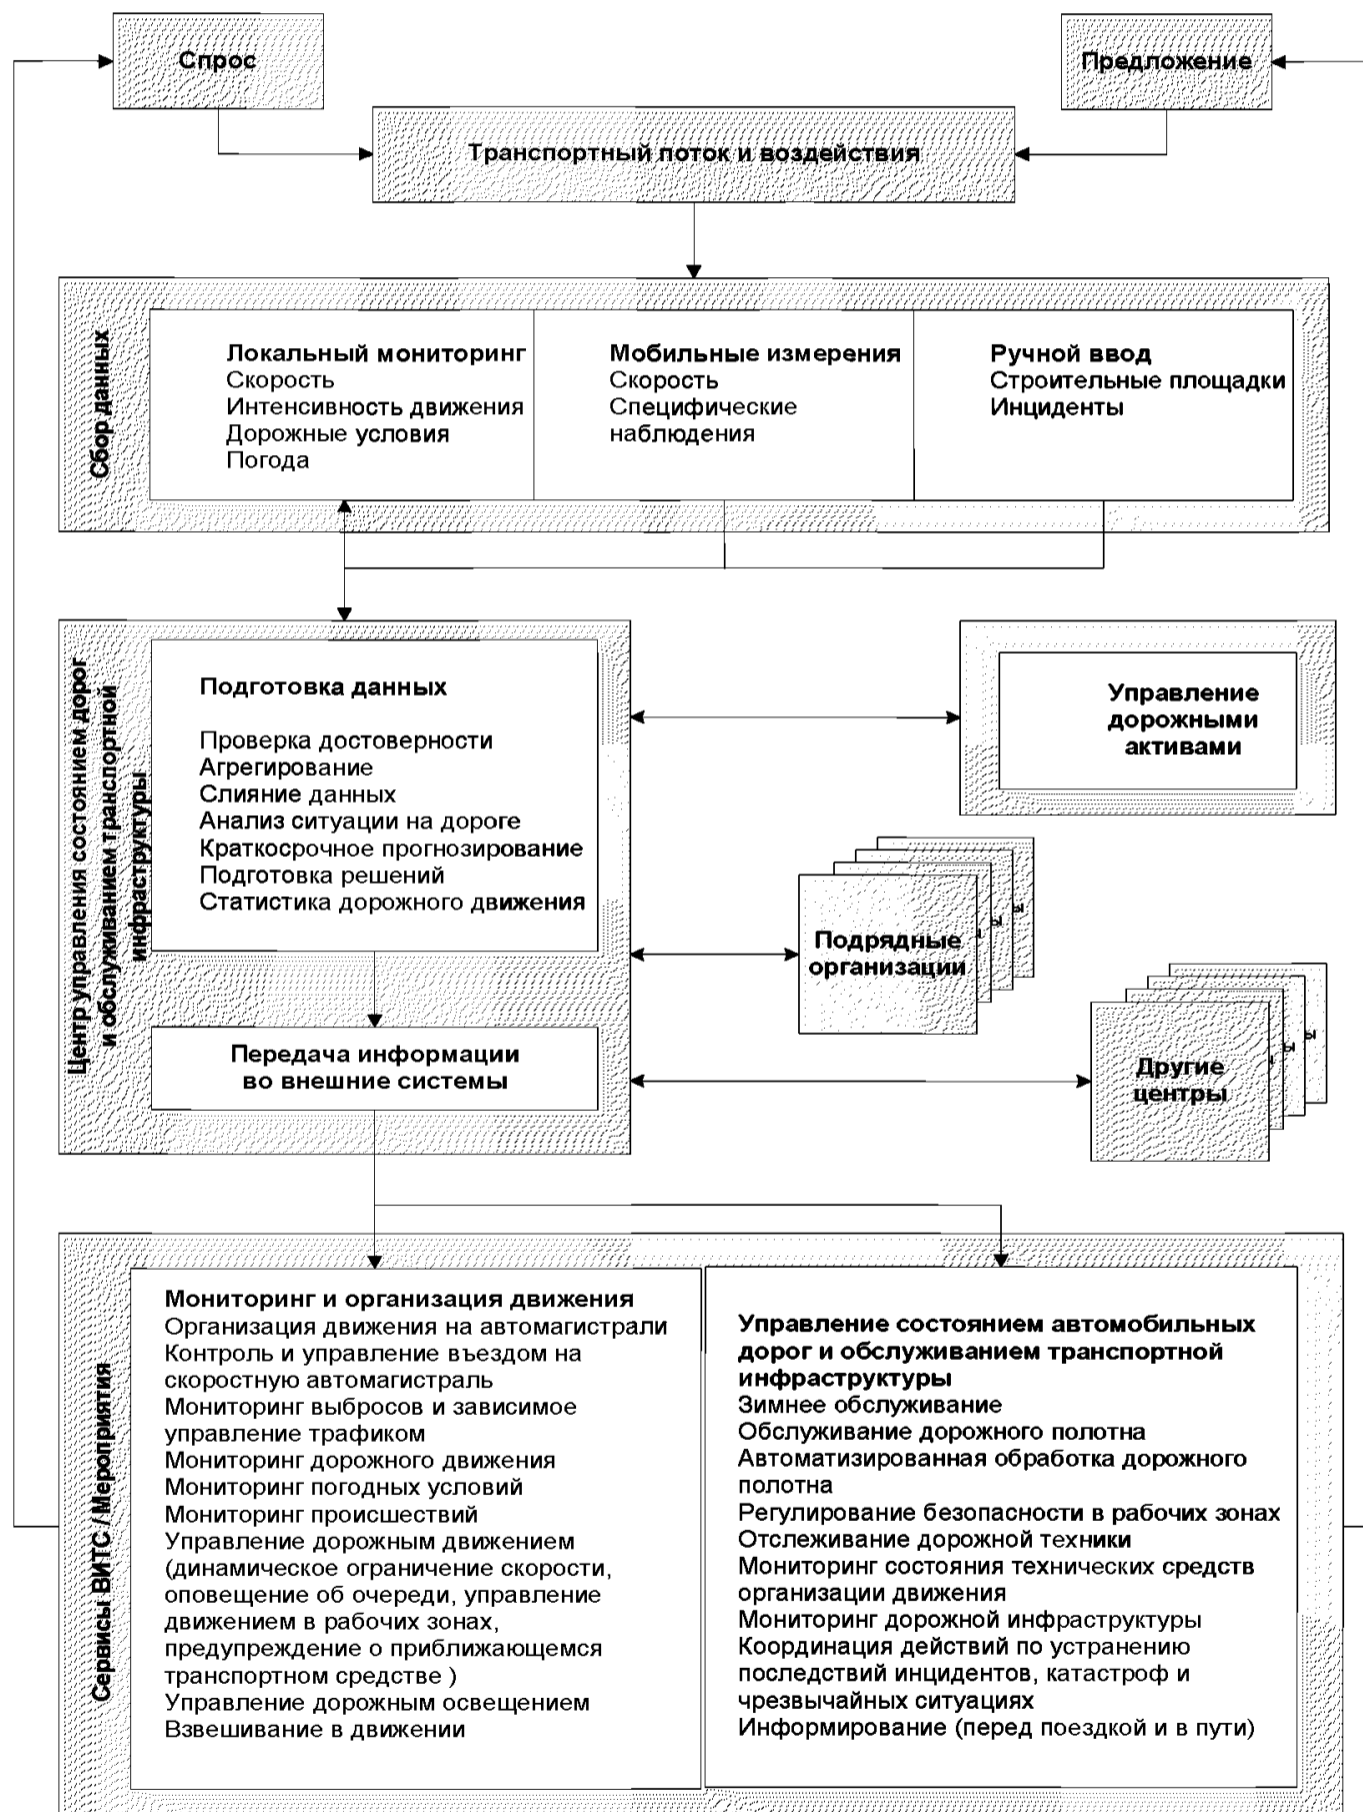 Спрос
Предложение
Транспортный поток и воздействия
Сбор данных
Локальный мониторинг
Скорость
Интенсивность движения
Дорожные условия
Погода
Мобильные измерения
Скорость
Специфические
наблюдения
Ручной ввод
Строительные площадки
Инциденты
Центр управления состоянием дорог
и обслуживанием транспортной
инфраструктуры
Подготовка данных
Проверка достоверности
Агрегирование
Слияние данных
Анализ ситуации на дороге
Краткосрочное прогнозирование
Подготовка решений
Статистика дорожного движения
Передача информации
во внешние системы
Управление
дорожными
активами
Подрядные
организации
ы
ы
Другие
центры
ы
ы
Сервисы ВИТС / Мероприятия
Мониторинг и организация движения
Организация движения на автомагистрали
Контроль и управление въездом на
скоростную автомагистраль
Мониторинг выбросов и зависимое
управление трафиком
Мониторинг дорожного движения
Мониторинг погодных условий
Мониторинг происшествий
Управление дорожным движением
(динамическое ограничение скорости,
оповещение об очереди, управление
движением в рабочих зонах,
предупреждение о приближающемся
транспортном средстве )
Управление дорожным освещением
Взвешивание в движении
Управление состоянием автомобильных
дорог и обслуживанием транспортной
инфраструктуры
Зимнее обслуживание
Обслуживание дорожного полотна
Автоматизированная обработка дорожного
полотна
Регулирование безопасности в рабочих зонах
Отслеживание дорожной техники
Мониторинг состояния технических средств
организации движения
Мониторинг дорожной инфраструктуры
Координация действий по устранению
последствий инцидентов, катастроф и
чрезвычайных ситуациях
Информирование (перед поездкой и в пути)